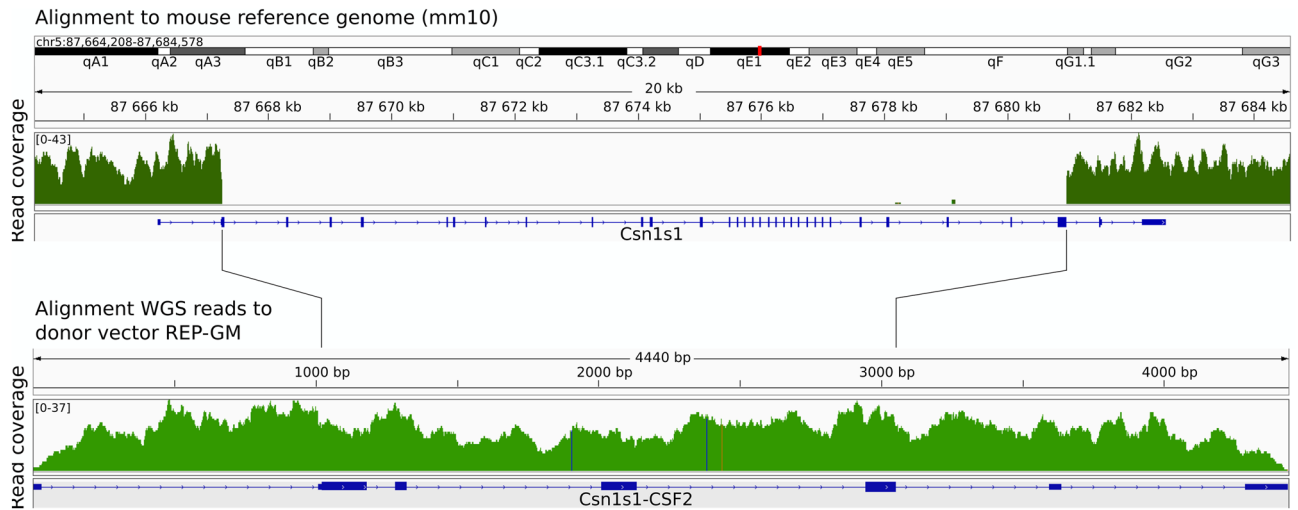 Alignment to mouse reference genome (mm10)
chr5:87,664,208-87,684,578
qA1 qA2 qA3 qB1 qB2 qB3 qC1 qC2 qC3.1 qC3.2 qD qE1 qE2 qE3 qE4 qE5 qF qG1.1 qG2 qG3
20 kb
87 666 kb 87 668 kb 87 670 kb 87 672 kb 87 674 kb 87 676 kb 87 678 kb 87 680 kb 87 682 kb 87 684 kb
Read coverage
[0-43]
Csn1s1
Alignment WGS reads to
donor vector REP-GM
4440 bp
1000 bp 2000 bp 3000 bp 4000 bp
Read coverage
[0-37]
Csn1s1-CSF2